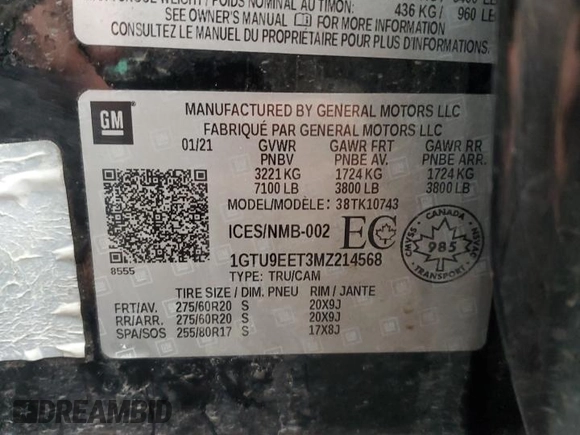 436 KG / 960 LB
SEE OWNER'S MANUAL FOR MORE INFORMATION.
CONSULTEZ LE MANUEL DU PROPRIÉTAIRE POUR PLUS D'INFORMATIONS.
GM
MANUFACTURED BY GENERAL MOTORS LLC
FABRIQUÉ PAR GENERAL MOTORS LLC
01/21 GVWR GAWR FRT GAWR RR
PNBV PNBE AV. PNBE ARR.
3221 KG 1724 KG 1724 KG
7100 LB 3800 LB 3800 LB
MODEL/MODÈLE: 38TK10743
ICES/NMB-002 EC
CANADA
CMVSS 985 NSVAC
TRANSPORT
8555
1GTU9EET3MZ214568
TYPE: TRU/CAM
TIRE SIZE / DIM. PNEU RIM / JANTE
FRT/AV. 275/60R20 S 20X9J
RR/ARR. 275/60R20 S 20X9J
SPA/SOS 255/80R17 S 17X8J
DREAMBID